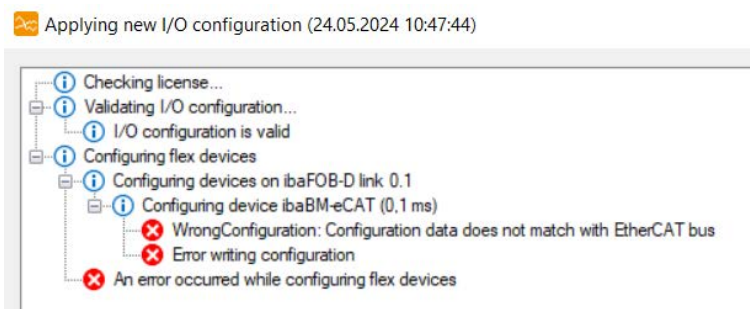 Applying new I/O configuration (24.05.2024 10:47:44)
Checking license...
Validating I/O configuration...
I/O configuration is valid
Configuring flex devices
Configuring devices on ibaFOB-D link 0.1
Configuring device ibaBM-eCAT (0,1 ms)
WrongConfiguration: Configuration data does not match with EtherCAT bus
Error writing configuration
An error occurred while configuring flex devices